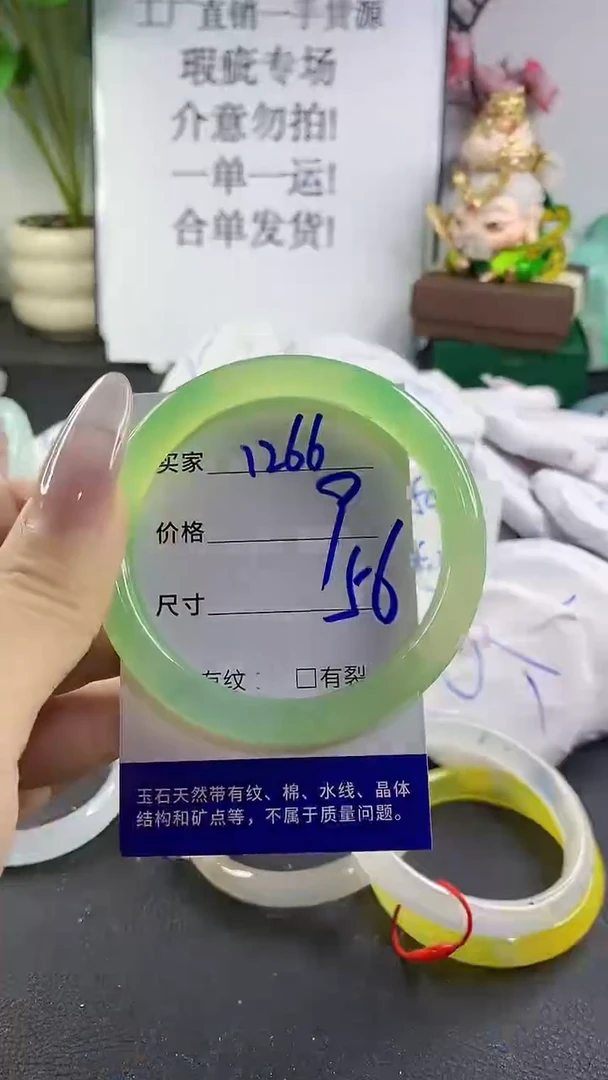 工厂直销一手货源
瑕疵专场
介意勿拍!
一单一运!
合单发货!
买家 1266
价格 9
尺寸 56
有纹: □有裂
玉石天然带有纹、棉、水线、晶体
结构和矿点等，不属于质量问题。